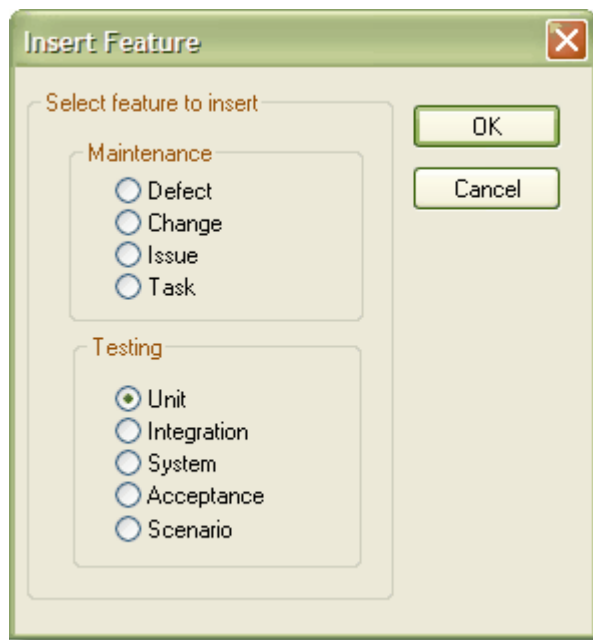 Insert Feature
Select feature to insert
OK
Maintenance
Defect
Cancel
Change
Issue
Task
Testing
Unit
Integration
System
Acceptance
Scenario